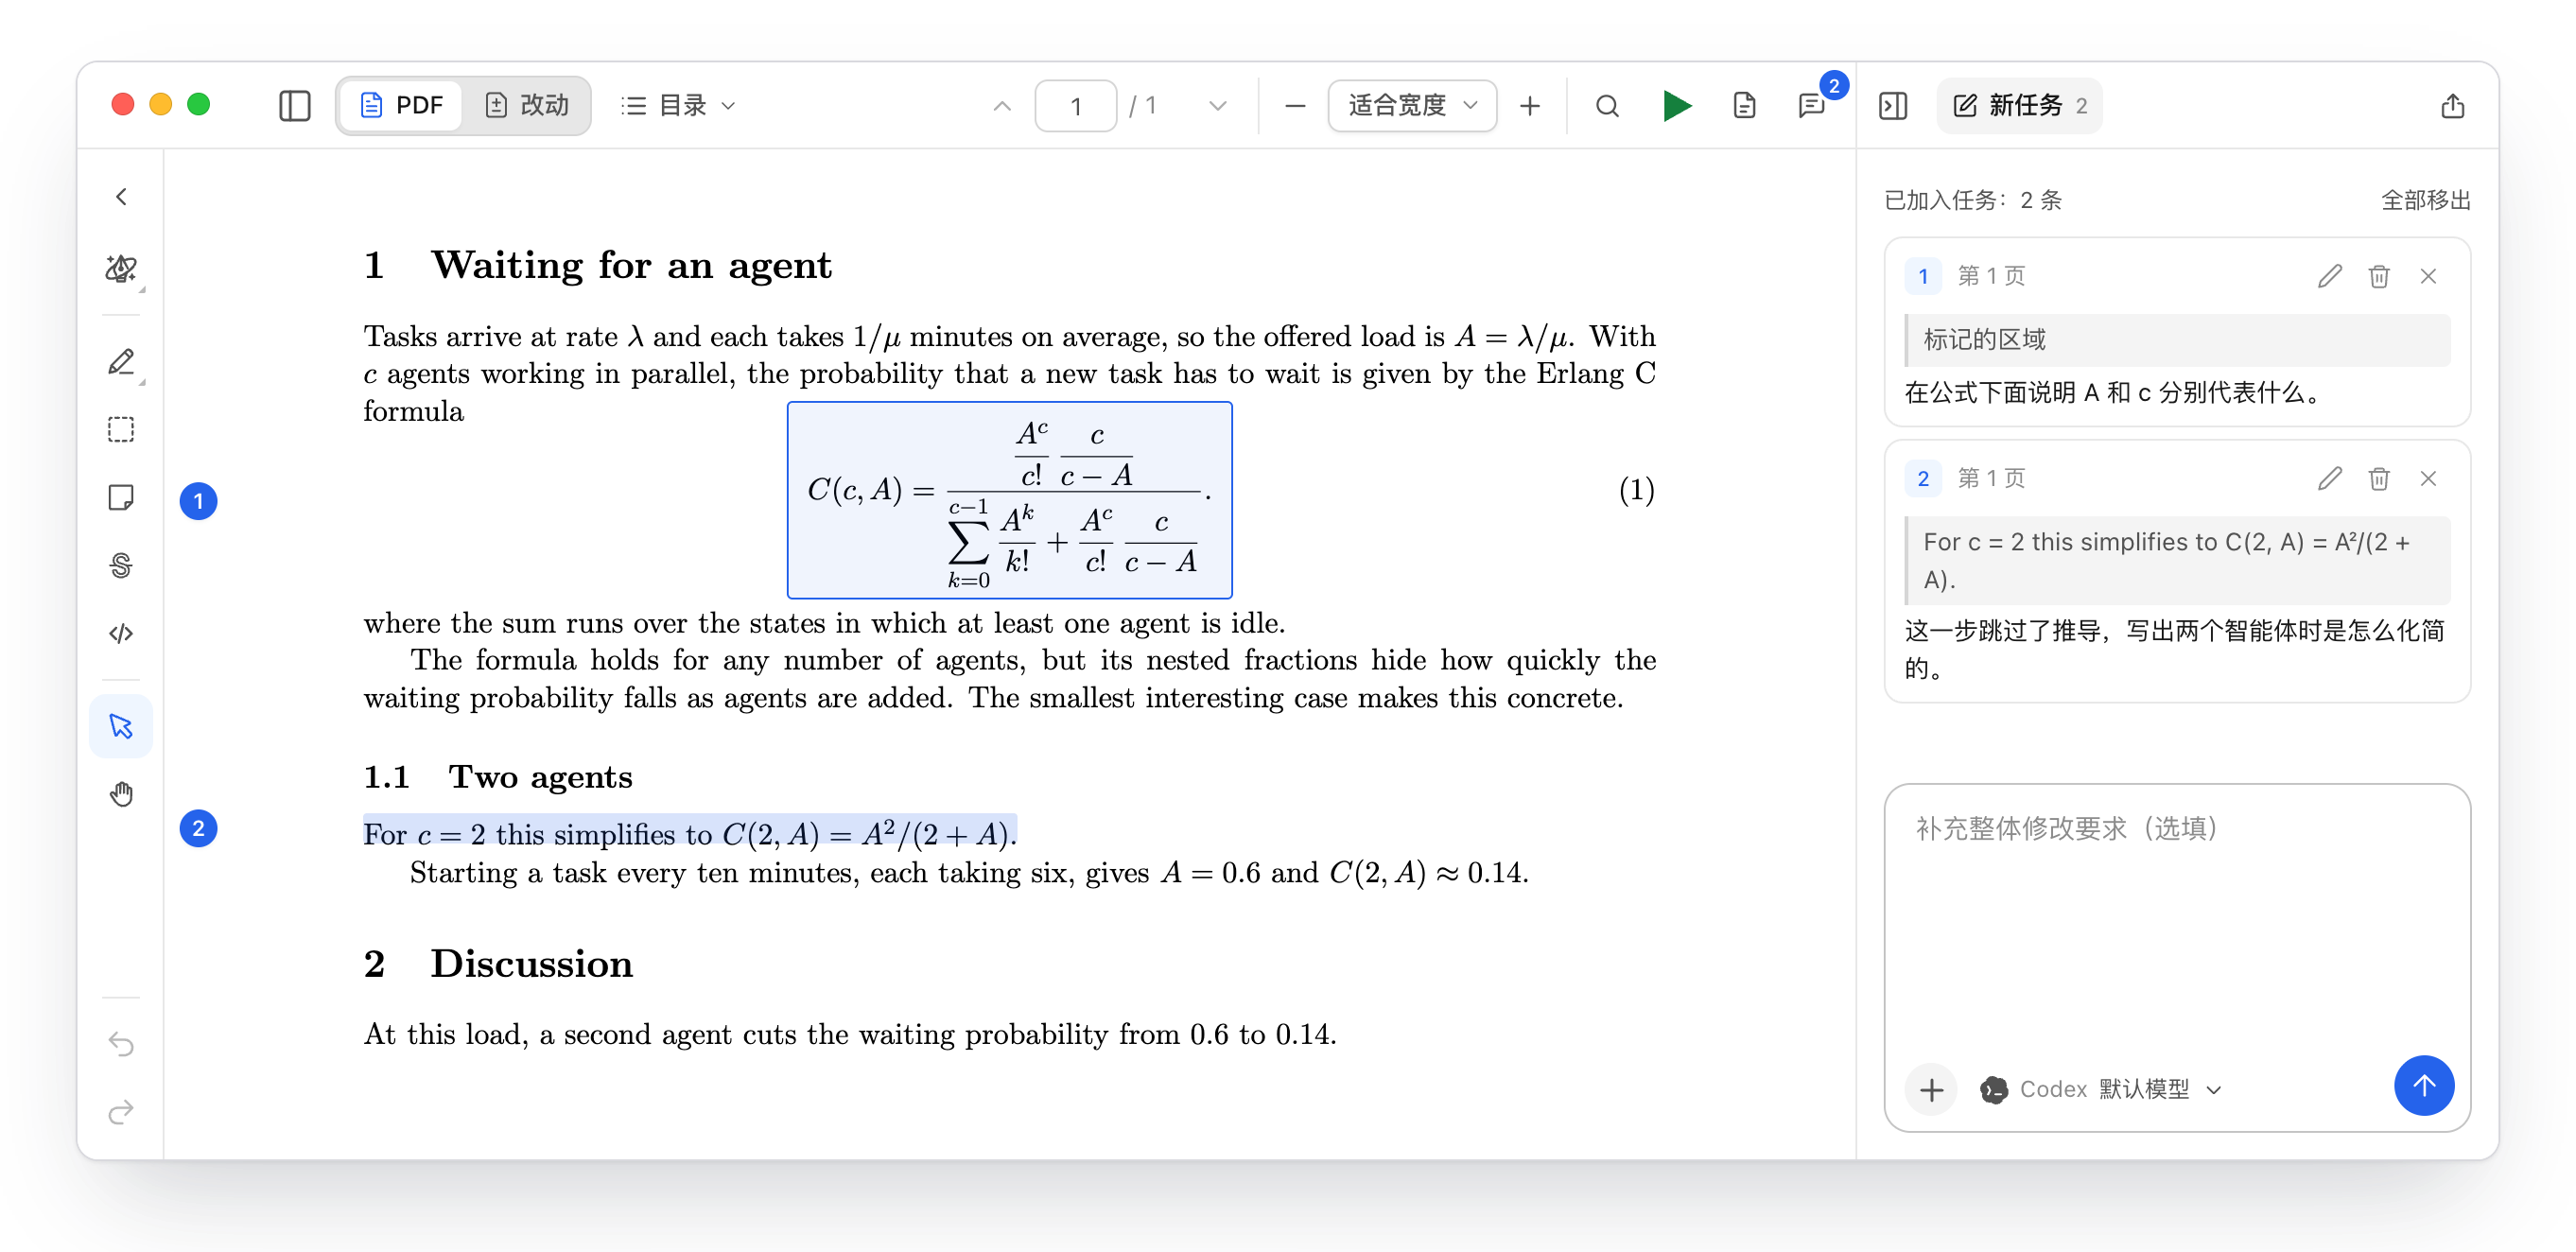 PDF 改动 目录 1 / 1 适合宽度 2 新任务 2
1 Waiting for an agent
Tasks arrive at rate λ and each takes 1/μ minutes on average, so the offered load is A = λ/μ. With
c agents working in parallel, the probability that a new task has to wait is given by the Erlang C
formula
1
C(c, A) = \frac{\frac{A^c}{c!} \frac{c}{c − A}}{\sum_{k=0}^{c−1} \frac{A^k}{k!} + \frac{A^c}{c!} \frac{c}{c − A}}. (1)
where the sum runs over the states in which at least one agent is idle.
The formula holds for any number of agents, but its nested fractions hide how quickly the
waiting probability falls as agents are added. The smallest interesting case makes this concrete.
1.1 Two agents
2
For c = 2 this simplifies to C(2, A) = A²/(2 + A).
Starting a task every ten minutes, each taking six, gives A = 0.6 and C(2, A) ≈ 0.14.
2 Discussion
At this load, a second agent cuts the waiting probability from 0.6 to 0.14.
已加入任务：2 条 全部移出
1 第 1 页
标记的区域
在公式下面说明 A 和 c 分别代表什么。
2 第 1 页
For c = 2 this simplifies to C(2, A) = A²/(2 +
A).
这一步跳过了推导，写出两个智能体时是怎么化简
的。
补充整体修改要求（选填）
Codex 默认模型